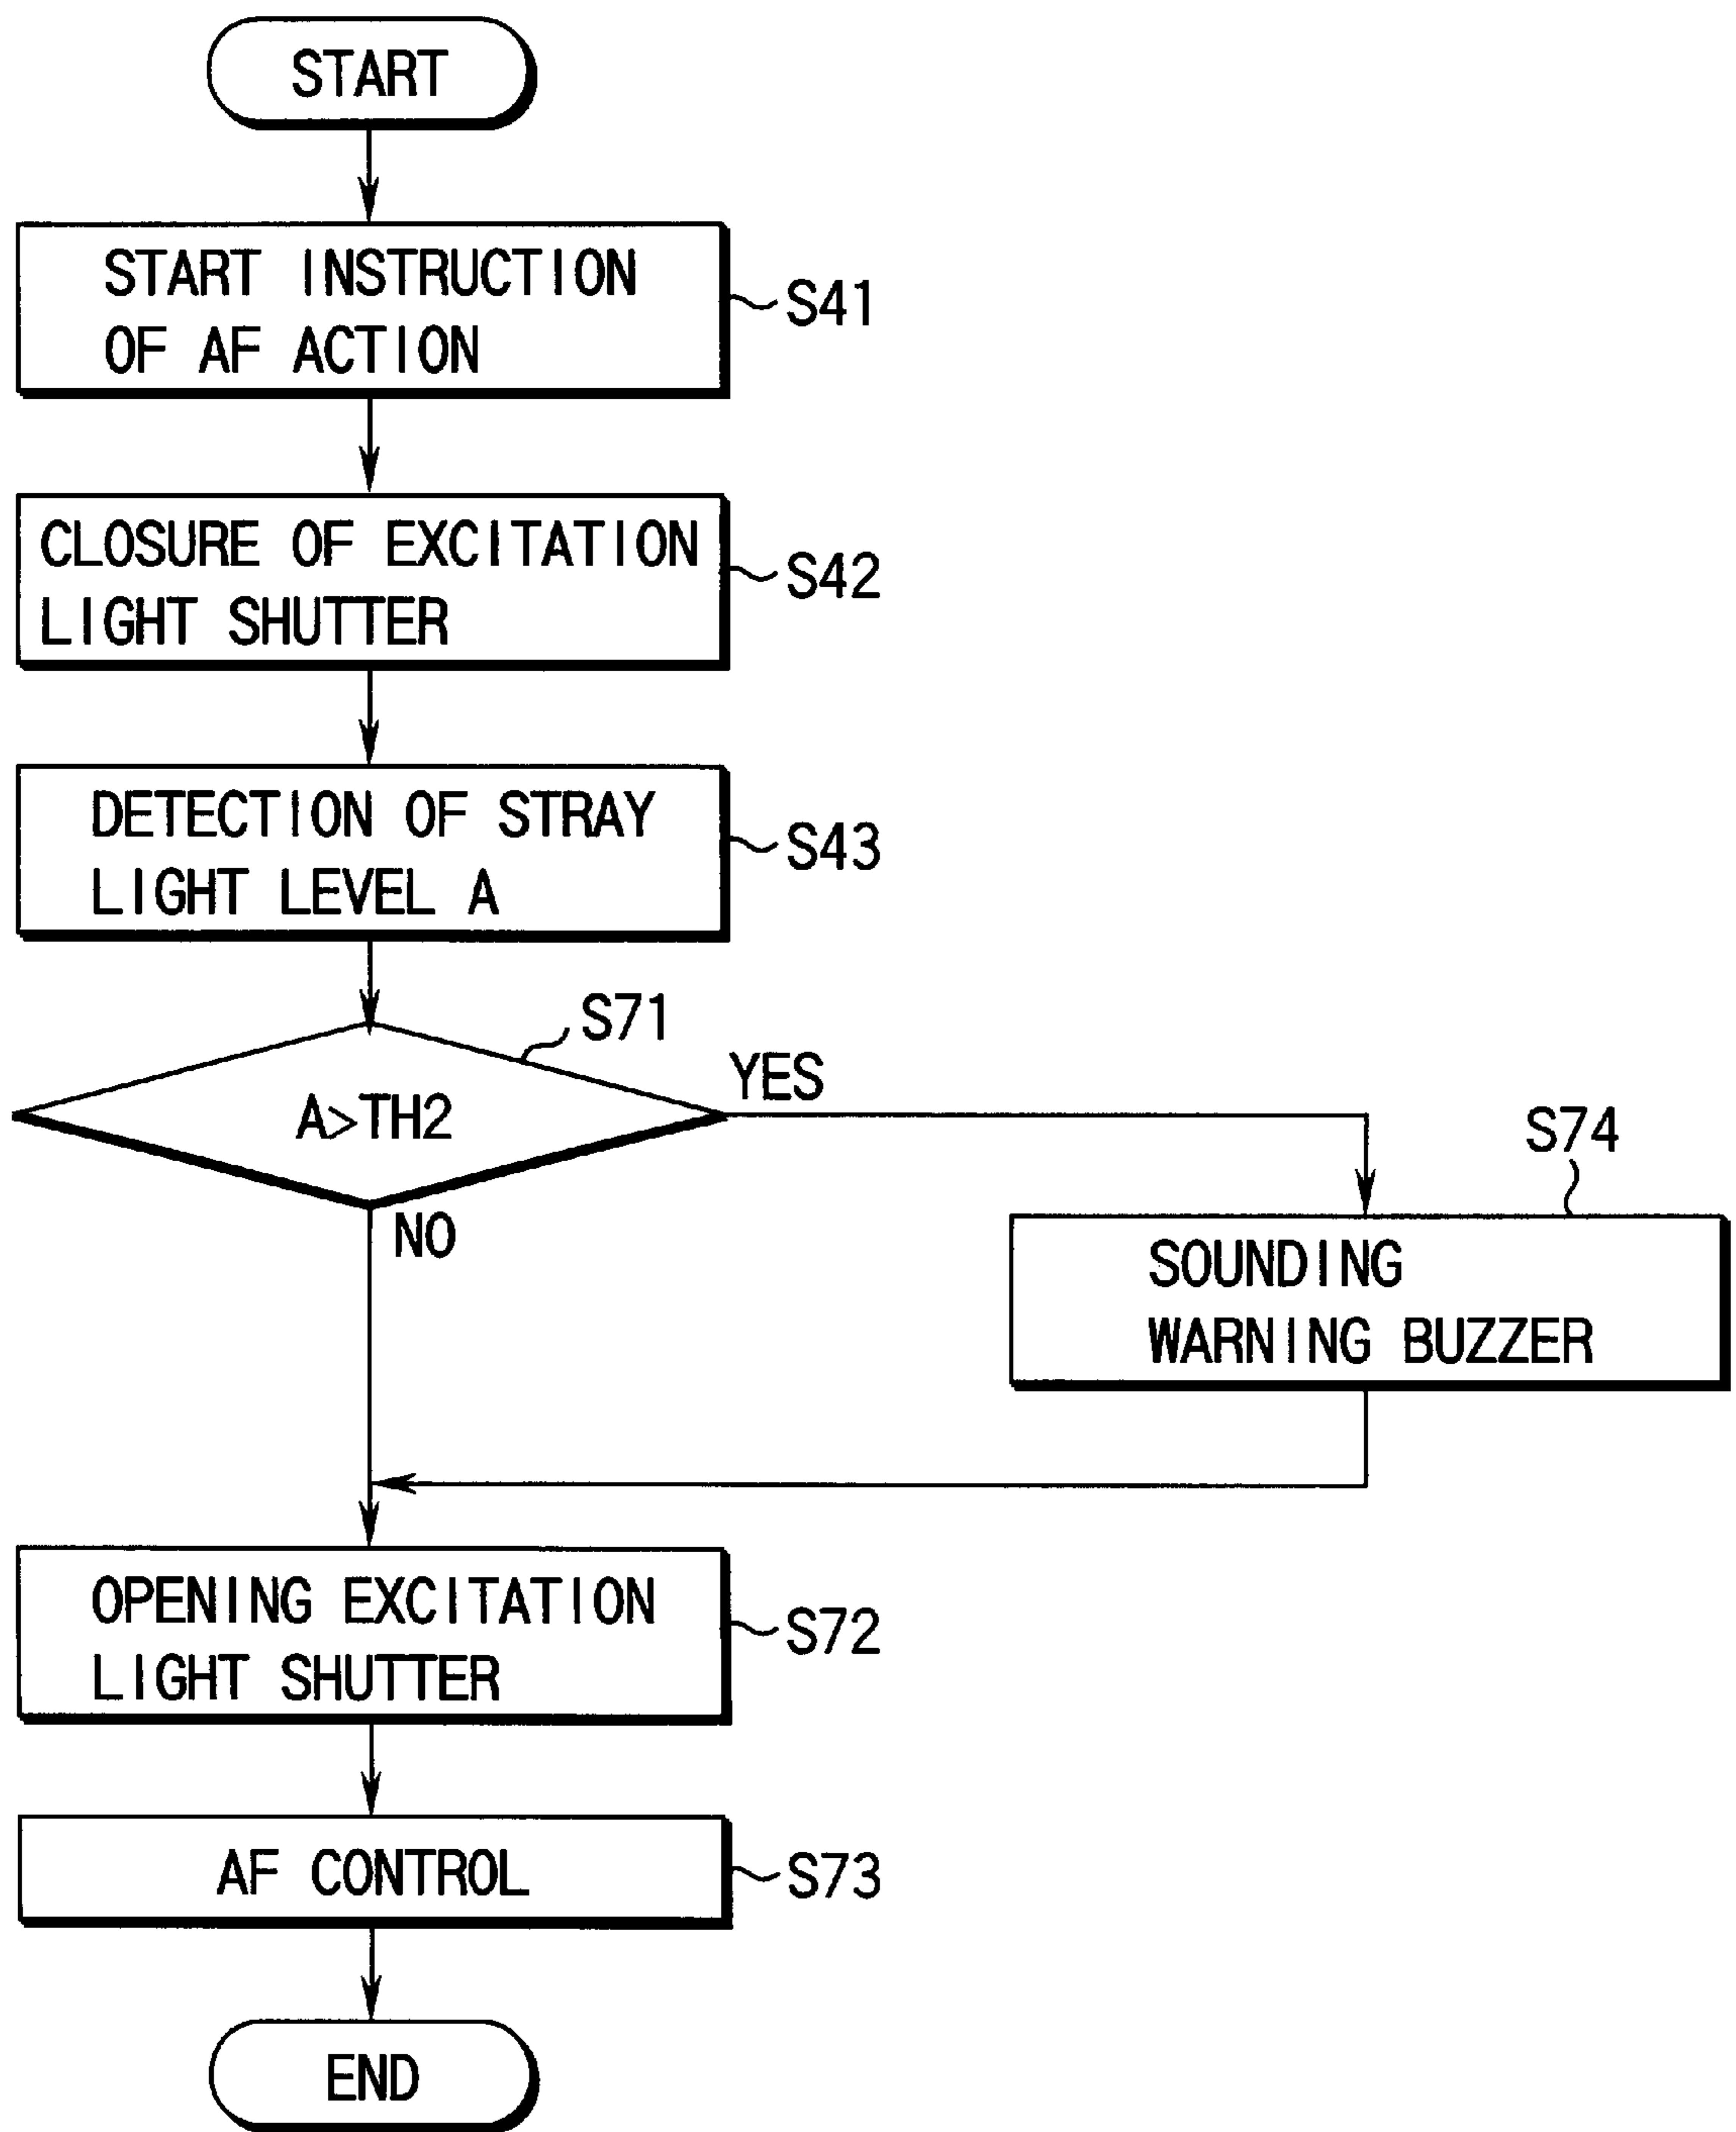 START
START INSTRUCTION
OF AF ACTION
S41
CLOSURE OF EXCITATION
LIGHT SHUTTER
S42
DETECTION OF STRAY
LIGHT LEVEL A
S43
S71
A>TH2
YES
NO
S74
SOUNDING
WARNING BUZZER
OPENING EXCITATION
LIGHT SHUTTER
S72
AF CONTROL
S73
END